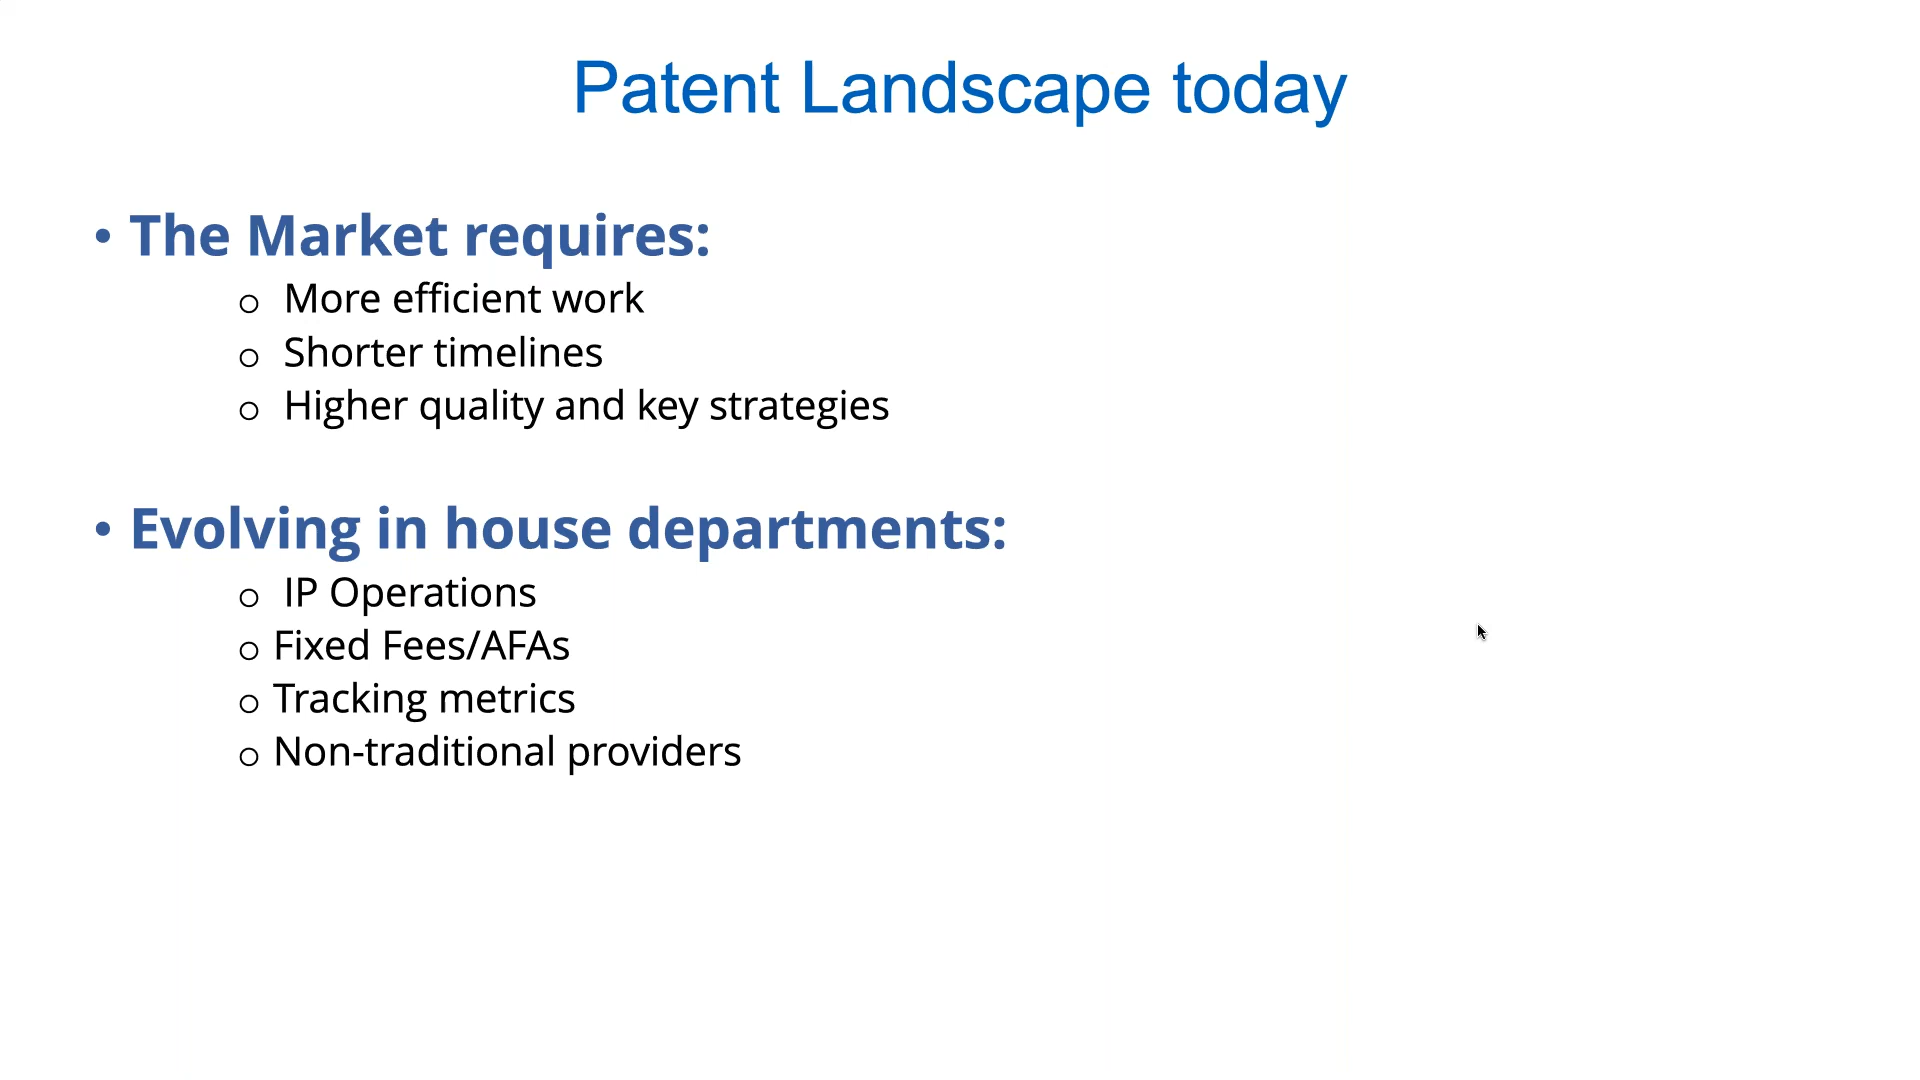 Patent Landscape today
• The Market requires:
o More efficient work
o Shorter timelines
o Higher quality and key strategies
• Evolving in house departments:
o IP Operations
o Fixed Fees/AFAs
o Tracking metrics
o Non-traditional providers